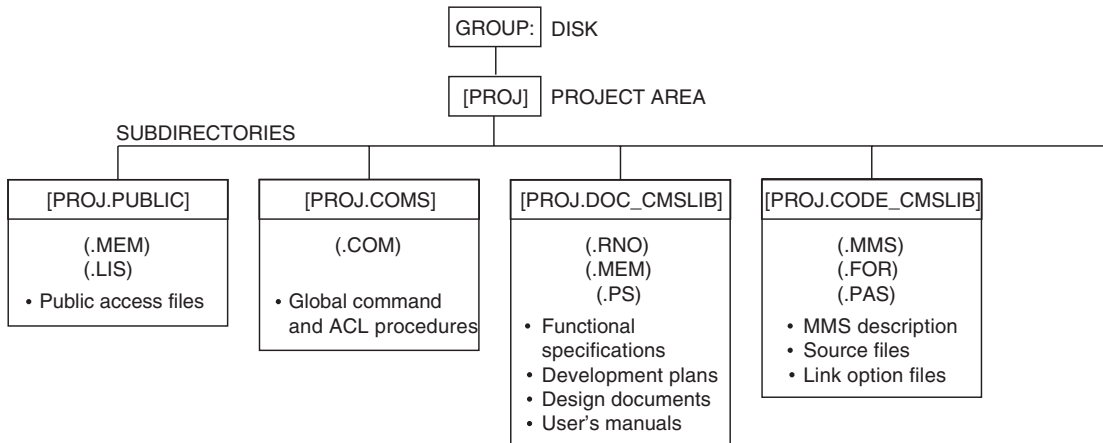 GROUP: DISK
[PROJ] PROJECT AREA
SUBDIRECTORIES
[PROJ.PUBLIC]
(.MEM)
(.LIS)
• Public access files
[PROJ.COMS]
(.COM)
• Global command
and ACL procedures
[PROJ.DOC_CMSLIB]
(.RNO)
(.MEM)
(.PS)
• Functional
specifications
• Development plans
• Design documents
• User's manuals
[PROJ.CODE_CMSLIB]
(.MMS)
(.FOR)
(.PAS)
• MMS description
• Source files
• Link option files